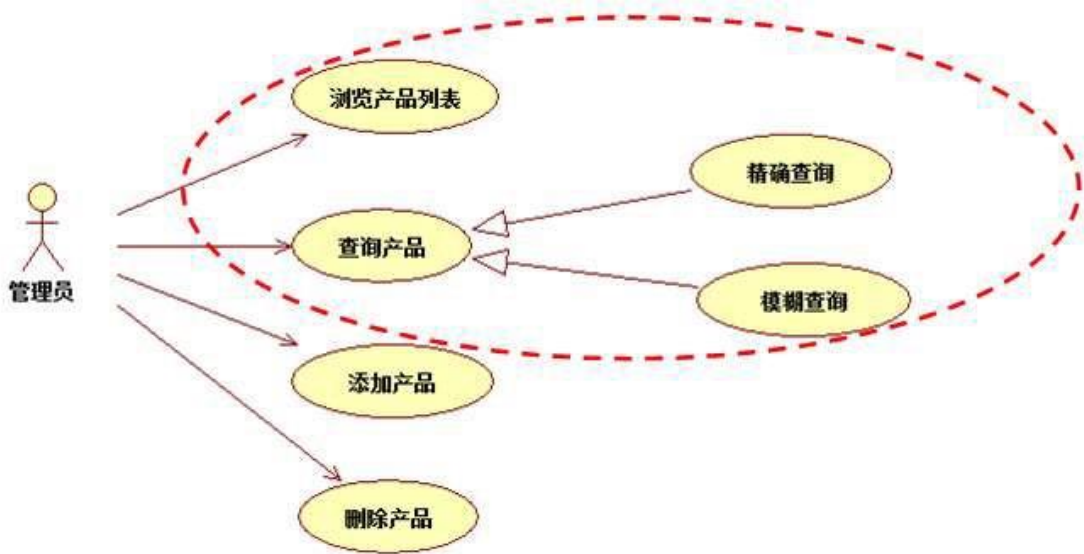 浏览产品列表
精确查询
查询产品
管理员
模糊查询
添加产品
删除产品